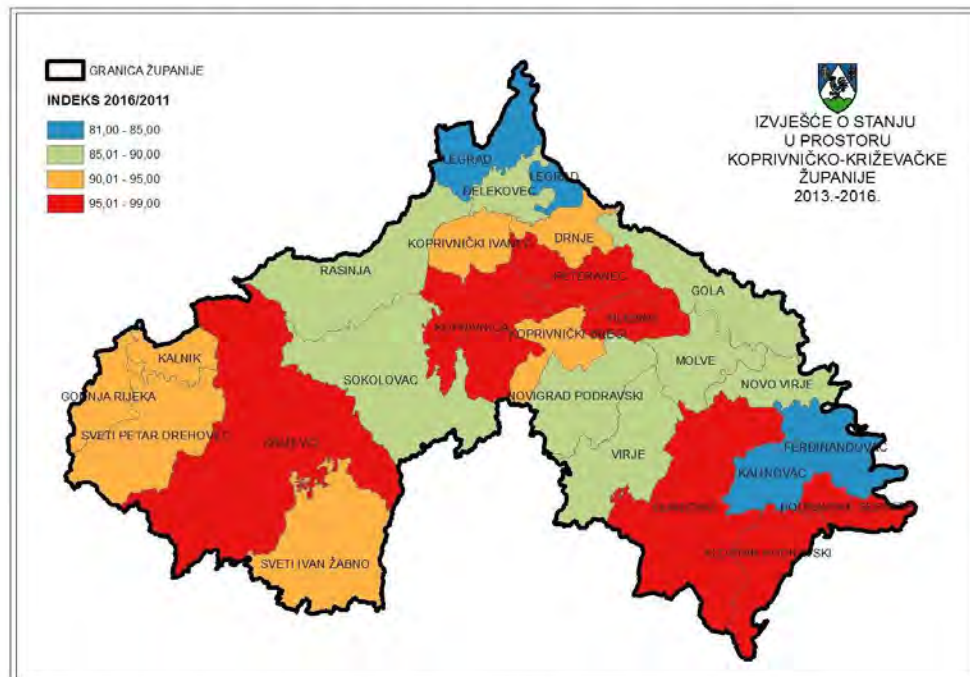 GRANICA ŽUPANIJE
INDEKS 2016/2011
81,00 - 85,00
85,01 - 90,00
90,01 - 95,00
95,01 - 99,00
IZVJEŠĆE O STANJU
U PROSTORU
KOPRIVNIČKO-KRIŽEVAČKE
ŽUPANIJE
2013.-2016.
LEGRAD
LEGRAD
ĐELEKOVEC
KOPRIVNIČKI IVANEC
DRNJE
RASINJA
PETERANEC
GOLA
KOPRIVNICA
HLEBINE
KOPRIVNIČKI BREGI
MOLVE
KALNIK
SOKOLOVAC
NOVO VIRJE
GORNJA RIJEKA
NOVIGRAD PODRAVSKI
SVETI PETAR OREHOVEC
KRIŽEVCI
VIRJE
FERDINANDOVAC
KALINOVAC
SVETI IVAN ŽABNO